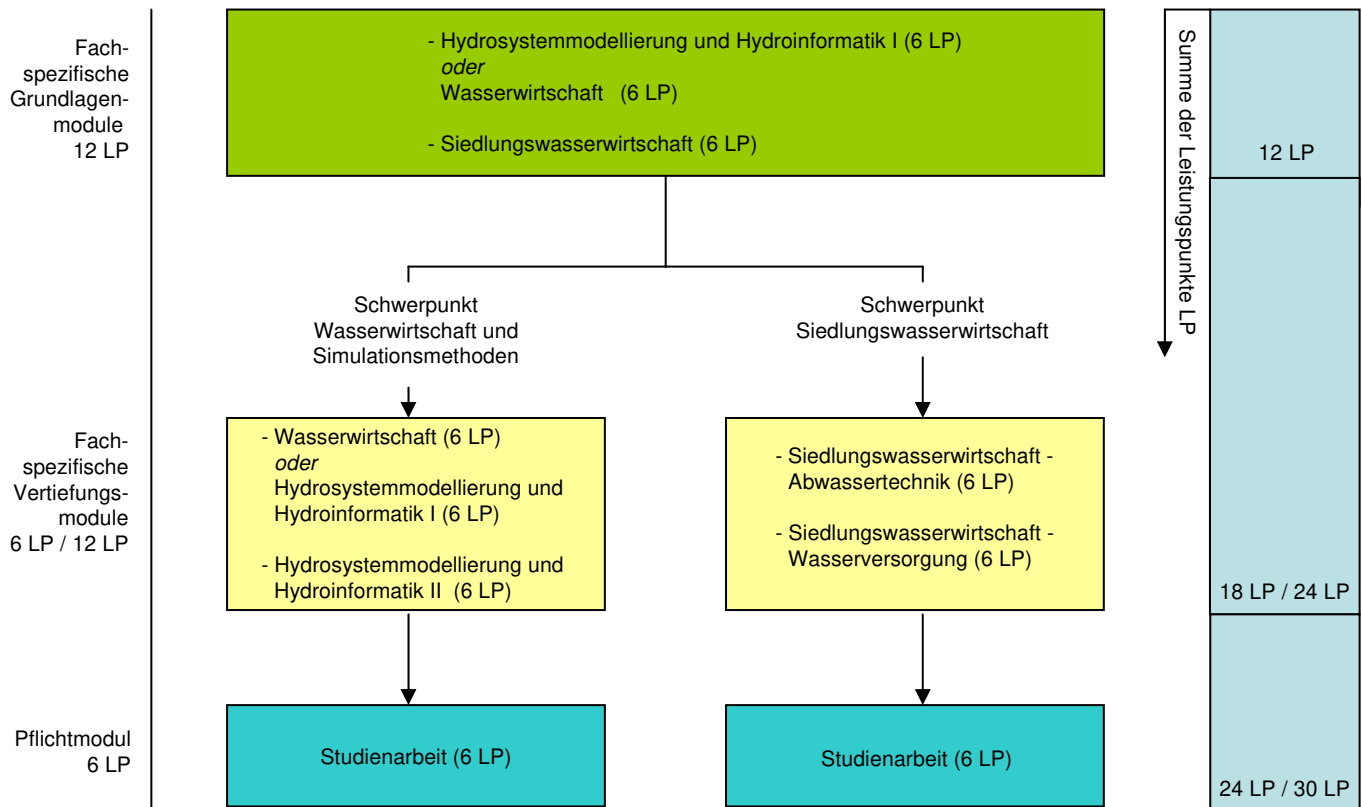 Fach-
spezifische
Grundlagen-
module
12 LP
- Hydrosystemmodellierung und Hydroinformatik I (6 LP)
oder
Wasserwirtschaft (6 LP)
- Siedlungswasserwirtschaft (6 LP)
Summe der Leistungspunkte LP
12 LP
Schwerpunkt
Wasserwirtschaft und
Simulationsmethoden
Schwerpunkt
Siedlungswasserwirtschaft
Fach-
spezifische
Vertiefungs-
module
6 LP / 12 LP
- Wasserwirtschaft (6 LP)
oder
Hydrosystemmodellierung und
Hydroinformatik I (6 LP)
- Hydrosystemmodellierung und
Hydroinformatik II (6 LP)
- Siedlungswasserwirtschaft -
Abwassertechnik (6 LP)
- Siedlungswasserwirtschaft -
Wasserversorgung (6 LP)
18 LP / 24 LP
Pflichtmodul
6 LP
Studienarbeit (6 LP)
Studienarbeit (6 LP)
24 LP / 30 LP